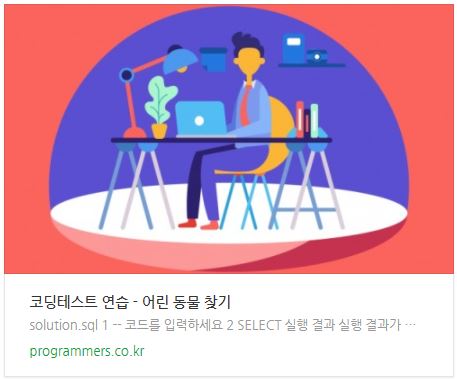 코딩테스트 연습 - 어린 동물 찾기
solution.sql 1 -- 코드를 입력하세요 2 SELECT 실행 결과 실행 결과가 …
programmers.co.kr